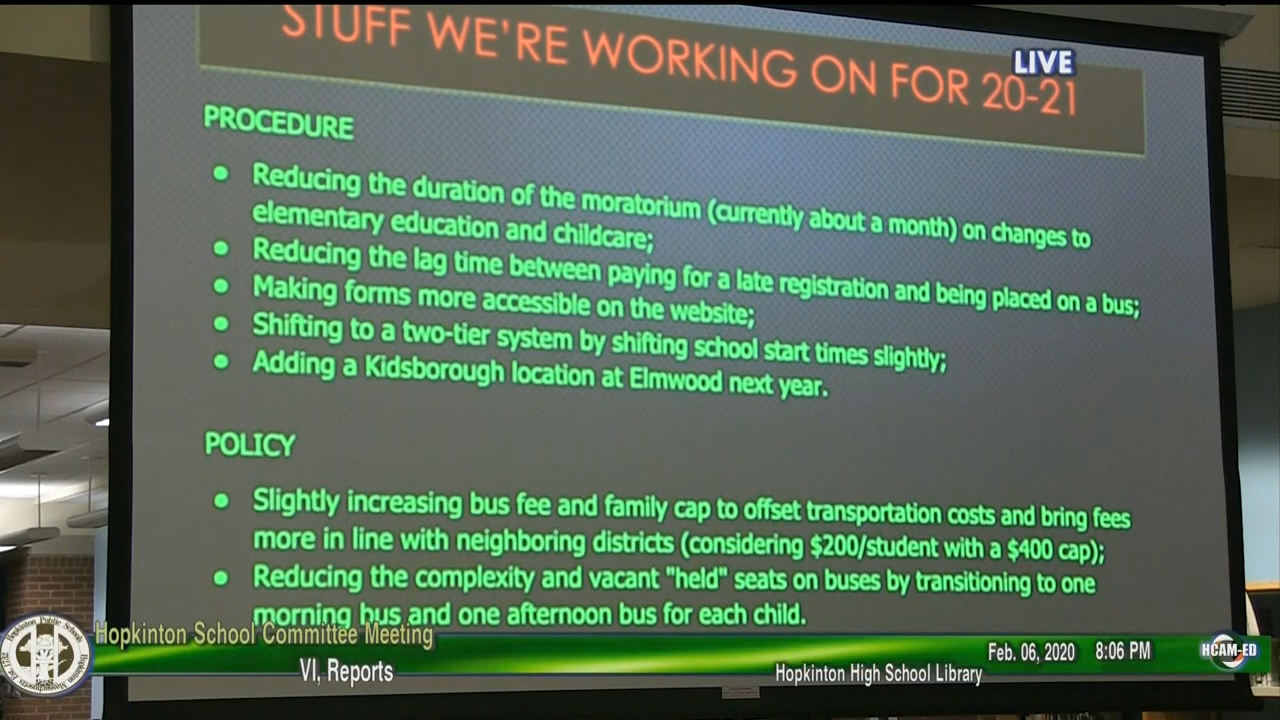 STUFF WE'RE WORKING ON FOR 20-21
LIVE
PROCEDURE
• Reducing the duration of the moratorium (currently about a month) on changes to
elementary education and childcare;
• Reducing the lag time between paying for a late registration and being placed on a bus;
• Making forms more accessible on the website;
• Shifting to a two-tier system by shifting school start times slightly;
• Adding a Kidsborough location at Elmwood next year.
POLICY
• Slightly increasing bus fee and family cap to offset transportation costs and bring fees
more in line with neighboring districts (considering $200/student with a $400 cap);
• Reducing the complexity and vacant "held" seats on buses by transitioning to one
morning bus and one afternoon bus for each child.
Hopkinton School Committee Meeting
VI, Reports
Feb. 06, 2020 8:06 PM
Hopkinton High School Library
HCAM-ED
Hopkinton Public Schools